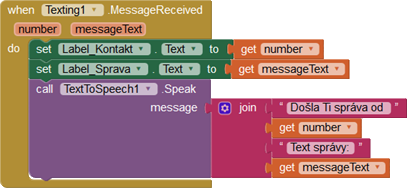 when Texting1 .MessageReceived
number messageText
do set Label_Kontakt . Text to get number
set Label_Sprava . Text to get messageText
call TextToSpeech1 .Speak
message join " Došla Ti správa od "
get number
" Text správy: "
get messageText